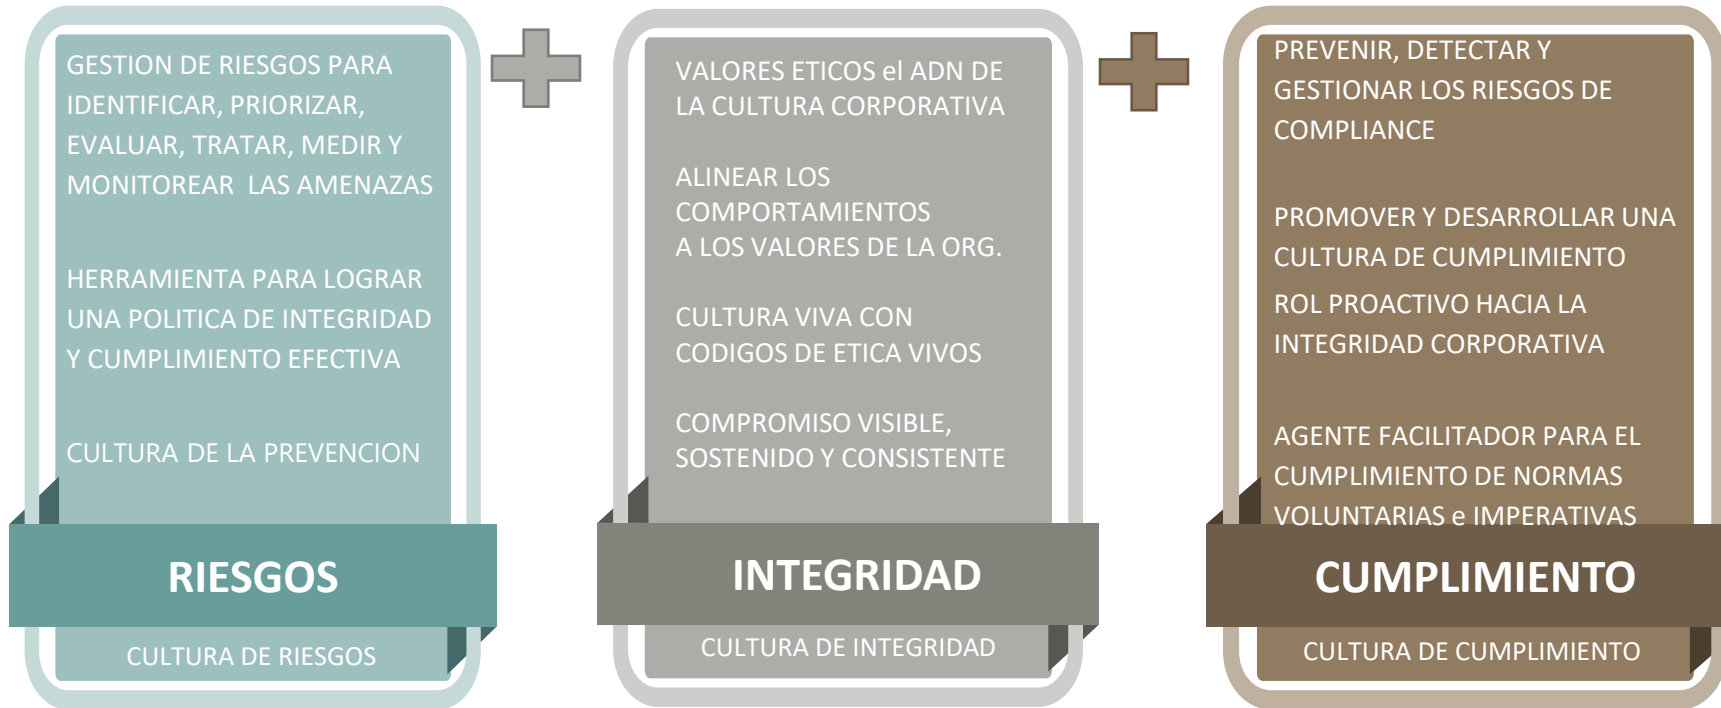 GESTION DE RIESGOS PARA
IDENTIFICAR, PRIORIZAR,
EVALUAR, TRATAR, MEDIR Y
MONITOREAR LAS AMENAZAS
HERRAMIENTA PARA LOGRAR
UNA POLITICA DE INTEGRIDAD
Y CUMPLIMIENTO EFECTIVA
CULTURA DE LA PREVENCION
RIESGOS
CULTURA DE RIESGOS
VALORES ETICOS el ADN DE
LA CULTURA CORPORATIVA
ALINEAR LOS
COMPORTAMIENTOS
A LOS VALORES DE LA ORG.
CULTURA VIVA CON
CODIGOS DE ETICA VIVOS
COMPROMISO VISIBLE,
SOSTENIDO Y CONSISTENTE
INTEGRIDAD
CULTURA DE INTEGRIDAD
PREVENIR, DETECTAR Y
GESTIONAR LOS RIESGOS DE
COMPLIANCE
PROMOVER Y DESARROLLAR UNA
CULTURA DE CUMPLIMIENTO
ROL PROACTIVO HACIA LA
INTEGRIDAD CORPORATIVA
AGENTE FACILITADOR PARA EL
CUMPLIMIENTO DE NORMAS
VOLUNTARIAS e IMPERATIVAS
CUMPLIMIENTO
CULTURA DE CUMPLIMIENTO